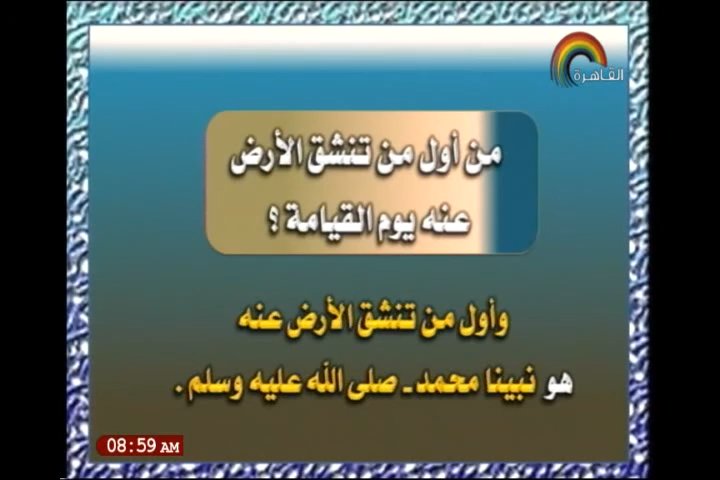 القاهرة
من أول من تنشق الأرض
عنه يوم القيامة ؟
وأول من تنشق الأرض عنه
هو نبينا محمد ـ صلى الله عليه وسلم .
08:59 AM